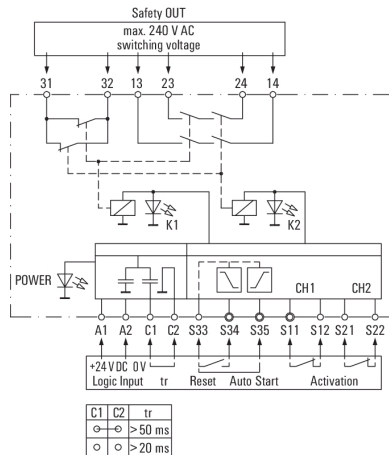 Safety OUT
max. 240 V AC
switching voltage
31 32 13 23 24 14
K1 K2
POWER
CH1 CH2
A1 A2 C1 C2 S33 S34 S35 S11 S12 S21 S22
+24 V DC 0 V
Logic Input tr Reset Auto Start Activation
C1 C2 tr
> 50 ms
> 20 ms